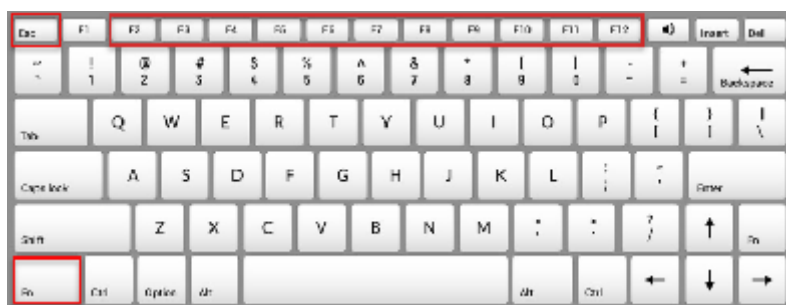 Esc F1 F2 F3 F4 F5 F6 F7 F8 F9 F10 F11 F12 Insert Del
~ ! @ # $ % ^ & * ( ) - +
` 1 2 3 4 5 6 7 8 9 0 - = Backspace
Tab Q W E R T Y U I O P { [ } ] | \
Caps lock A S D F G H J K L Enter
Shift Z X C V B N M ? / Fn
Fn Ctrl Option Alt Alt Ctrl